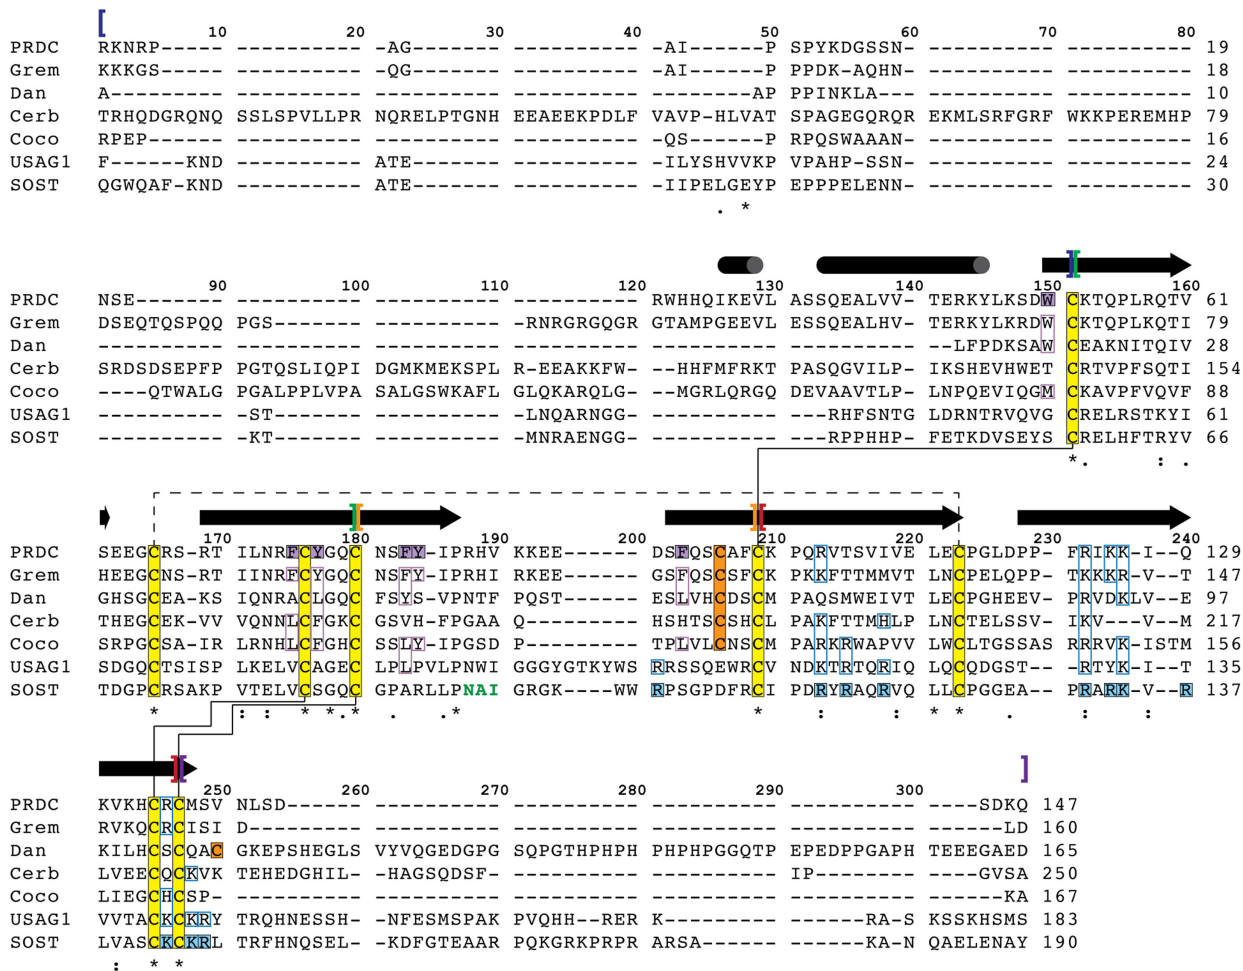 [ 10 20 30 40 50 60 70 80
PRDC RKNRP----- ---------- -AG------- ---------- -AI-----P SPYKDGSSN- ---------- ---------- 19
Grem KKKGS----- ---------- -QG------- ---------- -AI-----P PPDK-AQHN- ---------- ---------- 18
Dan A--------- ---------- ---------- ---------- -------AP PPINKLA--- ---------- ---------- 10
Cerb TRHQDGRQNQ SSLSPVLLPR NQRELPTGNH EEAEEKPDLF VAVP-HLVAT SPAGEGQRQR EKMLSRFGRF WKKPEREMHP 79
Coco RPEP------ ---------- ---------- ---------- -QS-----P RPQSWAAAN- ---------- ---------- 16
USAG1 F------KND ---------- ATE------- ---------- -ILYSHVVKP VPAHP-SSN- ---------- ---------- 24
SOST QGWQAF-KND ---------- ATE------- ---------- -IIPELGEYP EPPPELENN- ---------- ---------- 30
. *
90 100 110 120 130 140 150 160
PRDC NSE------- ---------- ---------- ---------- RWHHQIKEVL ASSQEALVV- TERKYLKSDW CKTQPLRQTV 61
Grem DSEQTQSPQQ PGS------- ---------- -RNRGRGQGR GTAMPGEEVL ESSQEALHV- TERKYLKRDW CKTQPLKQTI 79
Dan ---------- ---------- ---------- ---------- ---------- ---------- --LFPDKSAW CEAKNITQIV 28
Cerb SRDSDSEPFP PGTQSLIQPI DGMKMEKSPL R-EEAKKFW- -HHFMFRKT PASQGVILP- IKSHEVHWET CRTVPFSQTI 154
Coco ----QTWALG PGALPPLVPA SALGSWKAFL GLQKARQLG- -MGRLQRGQ DEVAAVTLP- LNPQEVIQGM CKAVPFVQVF 88
USAG1 ---------- -ST------- ---------- -LNQARNGG- ---------- ---RHFSNTG LDRNTRVQVG CRELRSTKYI 61
SOST ---------- -KT------- ---------- -MNRAENGG- ---------- ---RPPHHP- FETKDVSEYS CRELHFTRYV 66
* . : .
170 180 190 200 210 220 230 240
PRDC SEEGCRS-RT ILNRFCYGQC NSFY-IPRHV KKEE------ DSFQSCAFCK PQRVTSVIVE LECPGLDPP- FRIKK-I--Q 129
Grem HEEGCNS-RT IINRFCYGQC NSFY-IPRHI RKEE------ GSFQSCSFCK PKKFTTMMVT LNCPELQPP- TKKKR-V--T 147
Dan GHSGCEA-KS IQNRACLGQC FSYS-VPNTF PQST------ ESLVHCDSCM PAQSMWEIVT LECPGHEEV- PRVDKLV--E 97
Cerb THEGCEK-VV VQNNLCFGKC GSVH-FPGAA Q--------- HSHTSCSHCL PAKFTTMHLP LNCTELSSV- IKV---V--M 217
Coco SRPGCSA-IR LRNHLCFGHC SSLY-IPGSD P--------- TPLVLCNSCM PARKRWAPVV LWCLTGSSAS RRRVK-ISTM 156
USAG1 SDGQCTSISP LKELVCAGEC LPLPVLPNWI GGGYGTKYWS RRSSQEWRCV NDKTRTQRIQ LQCQDGST-- -RTYK-I--T 135
SOST TDGPCRSAKP VTELVCSGQC GPARLLPNAI GRGK-----WW RPSGPDFRCI PDRYRAQRVQ LLCPGGEA-- PRARK-V--R 137
* : : * *.* . .* * : : * * . : :
250 260 270 280 290 300 ]
PRDC KVKHCRCMSV NLSD------ ---------- ---------- ---------- ---------- ------SDKQ 147
Grem RVKQCRCISI D--------- ---------- ---------- ---------- ---------- --------LD 160
Dan KILHCSCQAC GKEPSHEGLS VYVQGEDGPG SQPGTHPHPH PHPHPGGQTP EPEDPPGAPH TEEEGAED 165
Cerb LVEECQCKVK TEHEDGHIL- -HAGSQDSF- ---------- ---------- IP-------- ------GVSA 250
Coco LIEGCHCSP- ---------- ---------- ---------- ---------- ---------- --------KA 167
USAG1 VVTACKCKRY TRQHNESSH- -NFESMSPAK PVQHH--RER K--------- ------RA-S KSSKHSMS 183
SOST LVASCKCKRL TRFHNQSEL- -KDFGTEAAR PQKGRKPRPR ARSA------ ------KA-N QAELENAY 190
: * *